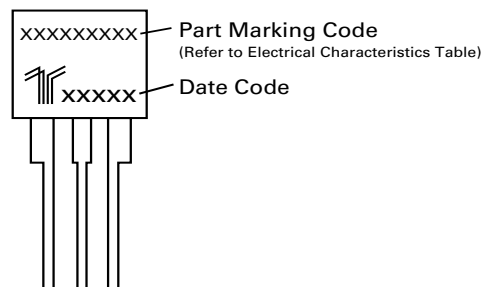 xxxxxxxxx
Part Marking Code
(Refer to Electrical Characteristics Table)
xxxxx
Date Code